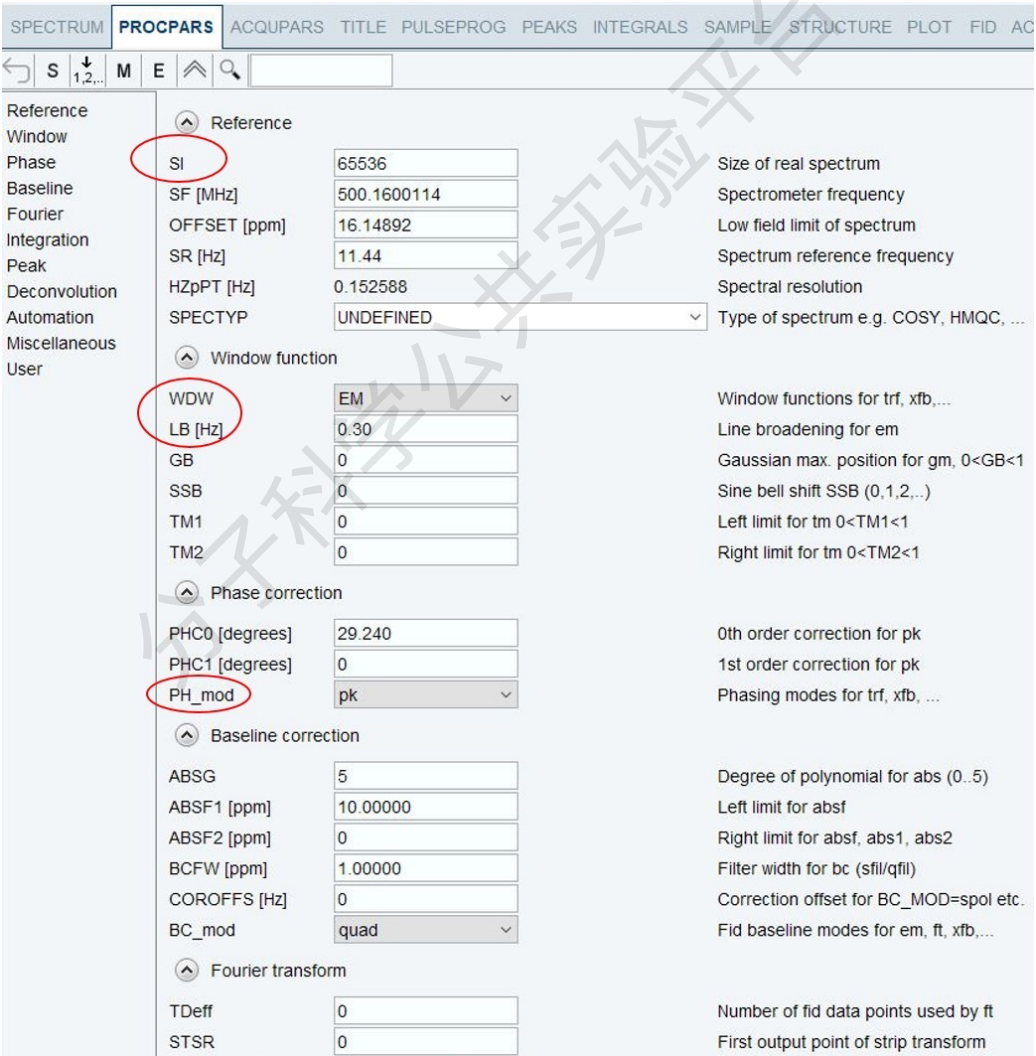 SPECTRUM PROCPARS ACQUPARS TITLE PULSEPROG PEAKS INTEGRALS SAMPLE STRUCTURE PLOT FID AC
S 1,2,.. M E
Reference
Window
Phase
Baseline
Fourier
Integration
Peak
Deconvolution
Automation
Miscellaneous
User
Reference
SI 65536 Size of real spectrum
SF [MHz] 500.1600114 Spectrometer frequency
OFFSET [ppm] 16.14892 Low field limit of spectrum
SR [Hz] 11.44 Spectrum reference frequency
HZpPT [Hz] 0.152588 Spectral resolution
SPECTYP UNDEFINED Type of spectrum e.g. COSY, HMQC, ...
Window function
WDW EM Window functions for trf, xfb,...
LB [Hz] 0.30 Line broadening for em
GB 0 Gaussian max. position for gm, 0<GB<1
SSB 0 Sine bell shift SSB (0,1,2,..)
TM1 0 Left limit for tm 0<TM1<1
TM2 0 Right limit for tm 0<TM2<1
Phase correction
PHC0 [degrees] 29.240 0th order correction for pk
PHC1 [degrees] 0 1st order correction for pk
PH_mod pk Phasing modes for trf, xfb, ...
Baseline correction
ABSG 5 Degree of polynomial for abs (0..5)
ABSF1 [ppm] 10.00000 Left limit for absf
ABSF2 [ppm] 0 Right limit for absf, abs1, abs2
BCFW [ppm] 1.00000 Filter width for bc (sfil/qfil)
COROFFS [Hz] 0 Correction offset for BC_MOD=spol etc.
BC_mod quad Fid baseline modes for em, ft, xfb,...
Fourier transform
TDeff 0 Number of fid data points used by ft
STSR 0 First output point of strip transform
分子科学公共实验平台